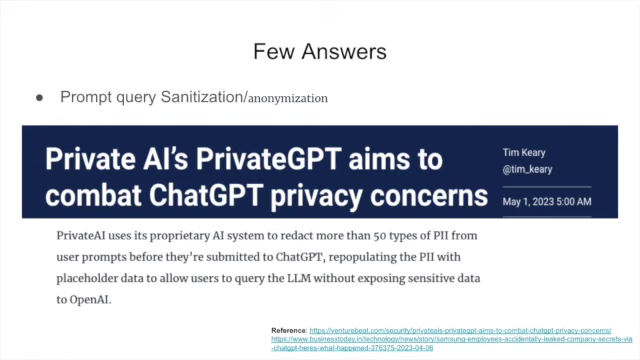 Few Answers
● Prompt query Sanitization/anonymization
Private AI's PrivateGPT aims to
combat ChatGPT privacy concerns
Tim Keary
@tim_keary
May 1, 2023 5:00 AM
PrivateAI uses its proprietary AI system to redact more than 50 types of PII from
user prompts before they're submitted to ChatGPT, repopulating the PII with
placeholder data to allow users to query the LLM without exposing sensitive data
to OpenAI.
Reference: https://venturebeat.com/security/privateais-privategpt-aims-to-combat-chatgpt-privacy-concerns/
https://www.businesstoday.in/technology/news/story/samsung-employees-accidentally-leaked-company-secrets-via
-chatgpt-heres-what-happened-376375-2023-04-06